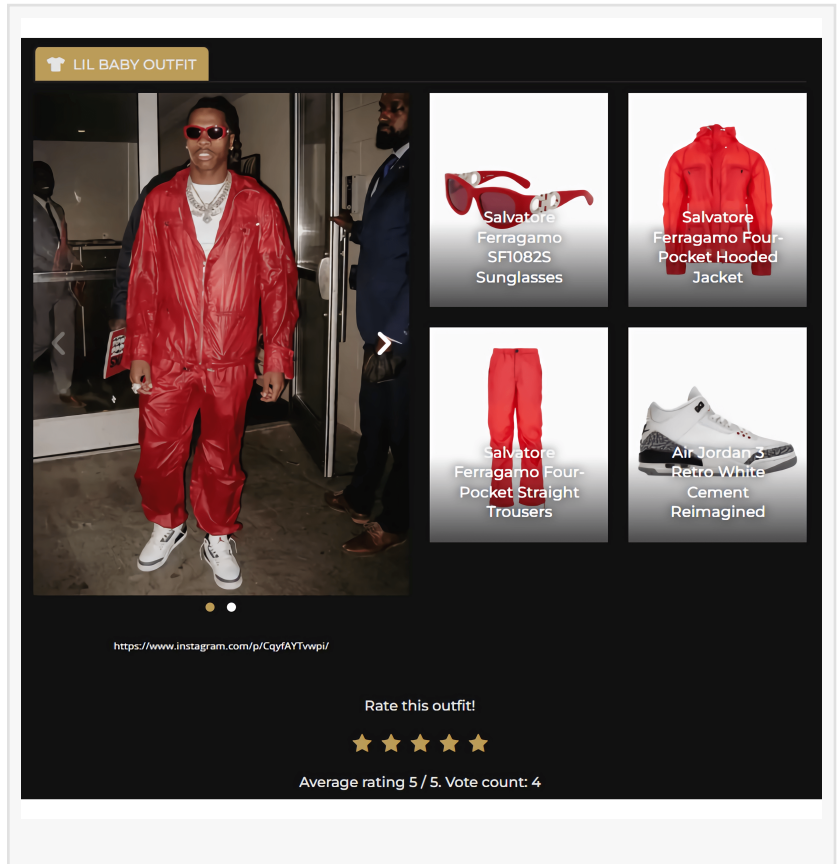 LIL BABY OUTFIT
Salvatore
Ferragamo
SF1082S
Sunglasses
Salvatore
Ferragamo Four-
Pocket Hooded
Jacket
Salvatore
Ferragamo Four-
Pocket Straight
Trousers
Air Jordan 3
Retro White
Cement
Reimagined
https://www.instagram.com/p/CqyfAYTvwpi/
Rate this outfit!
Average rating 5 / 5. Vote count: 4